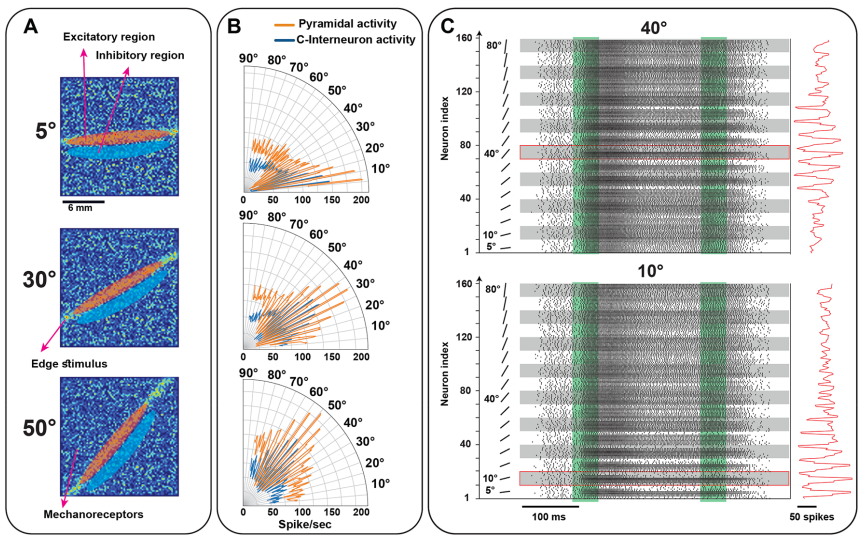 A
Excitatory region
Inhibitory region
5°
6 mm
30°
Edge stimulus
50°
Mechanoreceptors
B
Pyramidal activity
C-Interneuron activity
90°
80°
70°
60°
50°
40°
30°
20°
10°
0 50 100 150 200
90°
80°
70°
60°
50°
40°
30°
20°
10°
0 50 100 150 200
90°
80°
70°
60°
50°
40°
30°
20°
10°
0 50 100 150 200
Spike/sec
C
40°
Neuron index
160
120
80
40
1
80°
40°
10°
5°
10°
Neuron index
160
120
80
40
1
80°
40°
10°
5°
100 ms
50 spikes